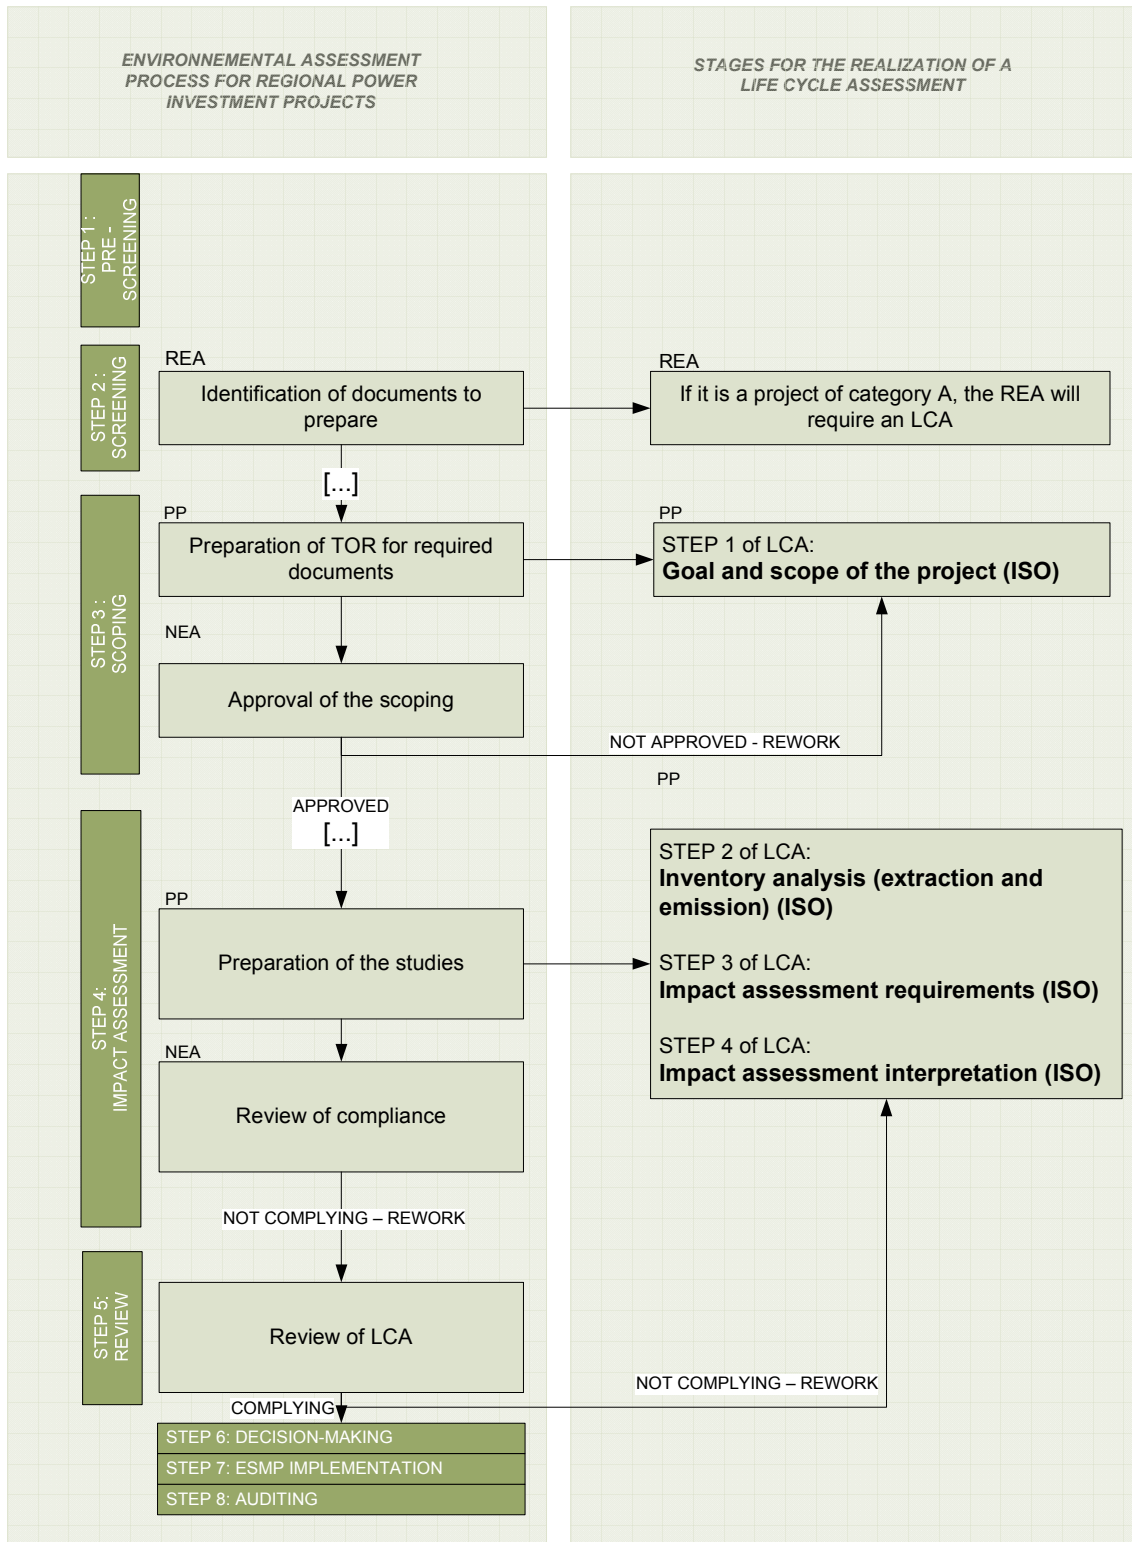 ENVIRONNEMENTAL ASSESSMENT
PROCESS FOR REGIONAL POWER
INVESTMENT PROJECTS
STAGES FOR THE REALIZATION OF A
LIFE CYCLE ASSESSMENT
STEP 1 :
PRE -
SCREENING
STEP 2 :
SCREENING
REA
Identification of documents to
prepare
REA
If it is a project of category A, the REA will
require an LCA
[...]
STEP 3 :
SCOPING
PP
Preparation of TOR for required
documents
PP
STEP 1 of LCA:
Goal and scope of the project (ISO)
NEA
Approval of the scoping
NOT APPROVED - REWORK
APPROVED
[...]
PP
STEP 4:
IMPACT ASSESSMENT
PP
Preparation of the studies
STEP 2 of LCA:
Inventory analysis (extraction and
emission) (ISO)
STEP 3 of LCA:
Impact assessment requirements (ISO)
STEP 4 of LCA:
Impact assessment interpretation (ISO)
NEA
Review of compliance
NOT COMPLYING – REWORK
STEP 5:
REVIEW
Review of LCA
NOT COMPLYING – REWORK
COMPLYING
STEP 6: DECISION-MAKING
STEP 7: ESMP IMPLEMENTATION
STEP 8: AUDITING